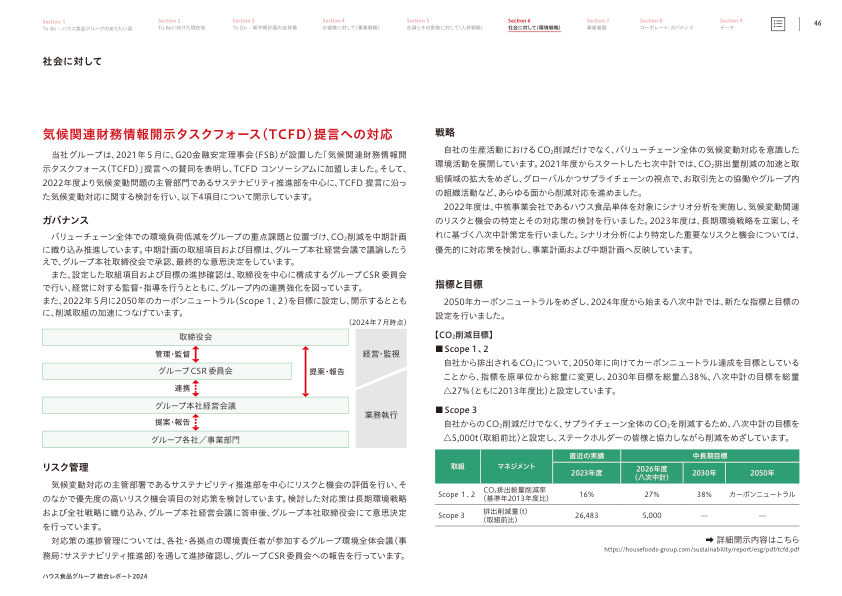 Section 1
To Be －ハウス食品グループのありたい姿
Section 2
To Beに向けた現在地
Section 3
To Do －新中期計画の全体像
Section 4
お客様に対して(事業戦略)
Section 5
社員とその家族に対して(人材戦略)
Section 6
社会に対して(環境戦略)
Section 7
事業基盤
Section 8
コーポレート・ガバナンス
Section 9
データ
46
社会に対して
気候関連財務情報開示タスクフォース（TCFD）提言への対応
当社グループは、2021年5月に、G20金融安定理事会（FSB）が設置した「気候関連財務情報開
示タスクフォース（TCFD）」提言への賛同を表明し、TCFD コンソーシアムに加盟しました。そして、
2022年度より気候変動問題の主管部門であるサステナビリティ推進部を中心に、TCFD 提言に沿っ
た気候変動対応に関する検討を行い、以下4項目について開示しています。
ガバナンス
バリューチェーン全体での環境負荷低減をグループの重点課題と位置づけ、CO₂削減を中期計画
に織り込み推進しています。中期計画の取組項目および目標は、グループ本社経営会議で議論したう
えで、グループ本社取締役会で承認、最終的な意思決定をしています。
また、設定した取組項目および目標の進捗確認は、取締役を中心に構成するグループCSR委員会
で行い、経営に対する監督・指導を行うとともに、グループ内の連携強化を図っています。
また、2022年5月に2050年のカーボンニュートラル（Scope 1、2）を目標に設定し、開示するととも
に、削減取組の加速につなげています。
（2024年7月時点）
取締役会
管理・監督
グループCSR委員会
連携
グループ本社経営会議
提案・報告
グループ各社／事業部門
提案・報告
経営・監視
業務執行
リスク管理
気候変動対応の主管部署であるサステナビリティ推進部を中心にリスクと機会の評価を行い、そ
のなかで優先度の高いリスク機会項目の対応策を検討しています。検討した対応策は長期環境戦略
および全社戦略に織り込み、グループ本社経営会議に答申後、グループ本社取締役会にて意思決定
を行っています。
対応策の進捗管理については、各社・各拠点の環境責任者が参加するグループ環境全体会議（事
務局：サステナビリティ推進部）を通して進捗確認し、グループCSR委員会への報告を行っています。
ハウス食品グループ 統合レポート2024
戦略
自社の生産活動におけるCO₂削減だけでなく、バリューチェーン全体の気候変動対応を意識した
環境活動を展開しています。2021年度からスタートした七次中計では、CO₂排出量削減の加速と取
組領域の拡大をめざし、グローバルかつサプライチェーンの視点で、お取引先との協働やグループ内
の組織活動など、あらゆる面から削減対応を進めました。
2022年度は、中核事業会社であるハウス食品単体を対象にシナリオ分析を実施し、気候変動関連
のリスクと機会の特定とその対応策の検討を行いました。2023年度は、長期環境戦略を立案し、そ
れに基づく八次中計策定を行いました。シナリオ分析により特定した重要なリスクと機会については、
優先的に対応策を検討し、事業計画および中期計画へ反映しています。
指標と目標
2050年カーボンニュートラルをめざし、2024年度から始まる八次中計では、新たな指標と目標の
設定を行いました。
【CO₂削減目標】
■ Scope 1、2
自社から排出されるCO₂について、2050年に向けてカーボンニュートラル達成を目標としている
ことから、指標を原単位から総量に変更し、2030年目標を総量△38％、八次中計の目標を総量
△27％（ともに2013年度比）と設定しています。
■ Scope 3
自社からのCO₂削減だけでなく、サプライチェーン全体のCO₂を削減するため、八次中計の目標を
△5,000t（取組前比）と設定し、ステークホルダーの皆様と協力しながら削減をめざしています。
取組 マネジメント 直近の実績 中長期目標
2023年度 2026年度 2030年 2050年
（八次中計）
Scope 1、2 CO₂排出総量削減率 16% 27% 38% カーボンニュートラル
（基準年2013年度比）
Scope 3 排出削減量（t） 26,483 5,000 — —
（取組前比）
➡ 詳細開示内容はこちら
https://housefoods-group.com/sustainability/report/esg/pdf/tcfd.pdf